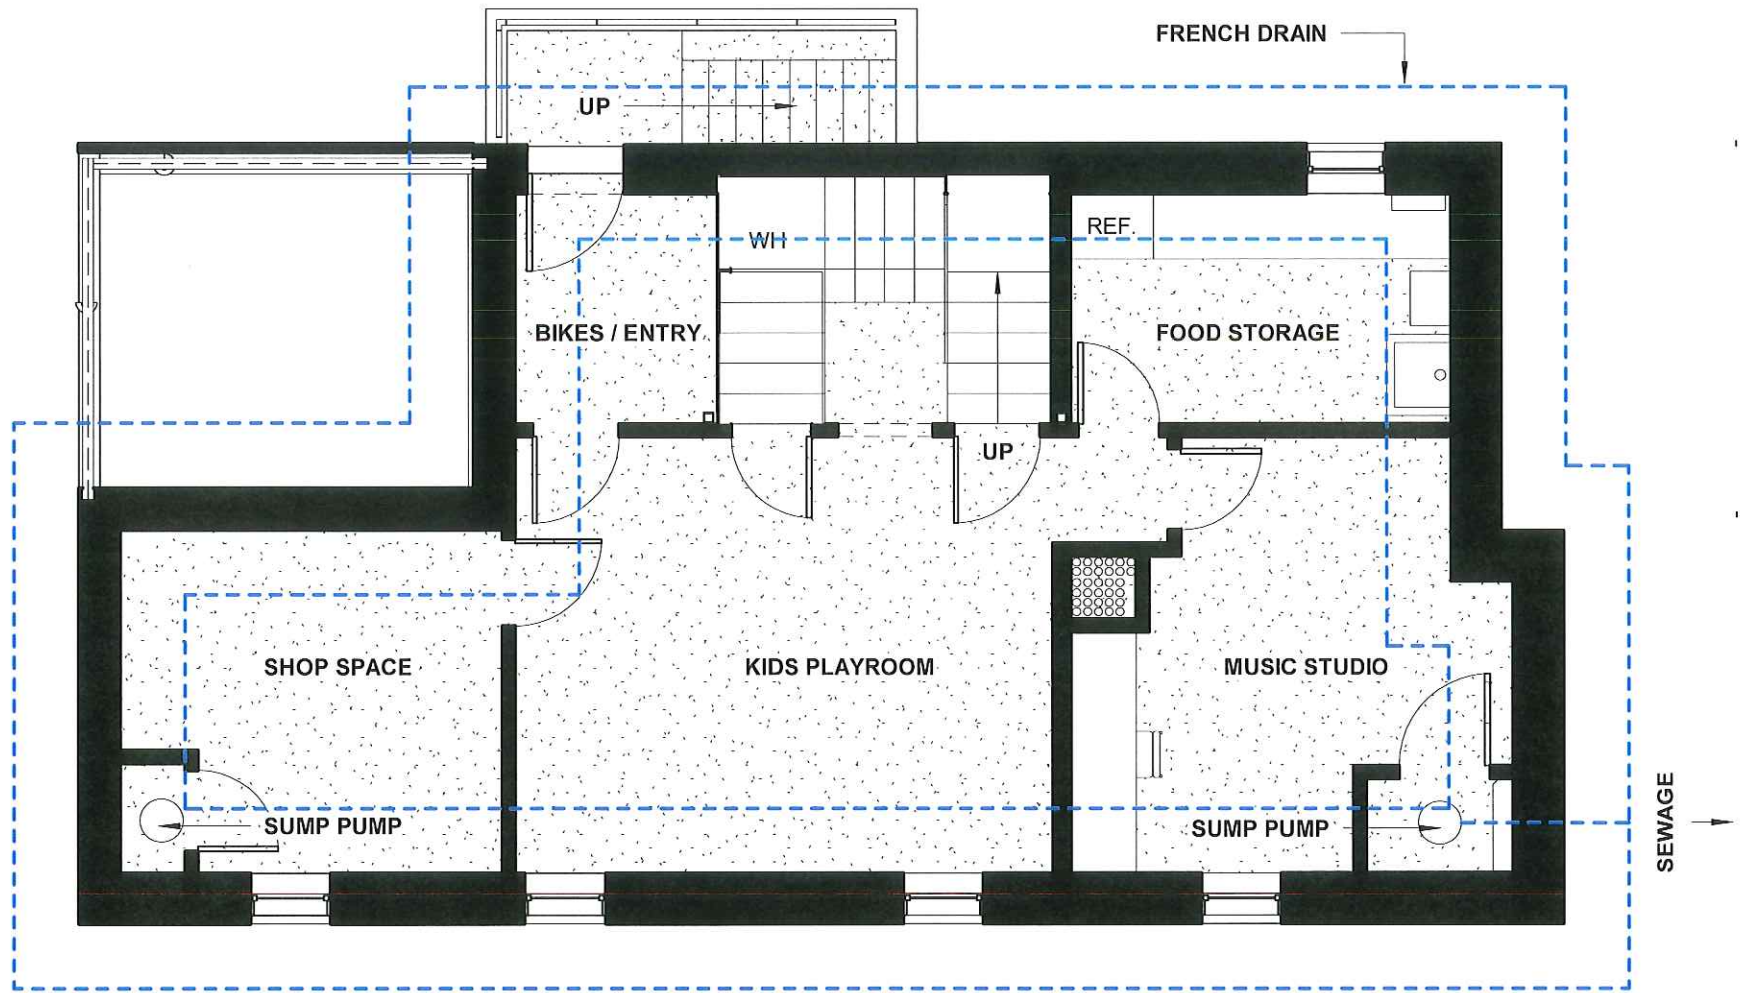 FRENCH DRAIN
UP
WH
REF.
BIKES / ENTRY
FOOD STORAGE
UP
SHOP SPACE
KIDS PLAYROOM
MUSIC STUDIO
SUMP PUMP
SUMP PUMP
SEWAGE